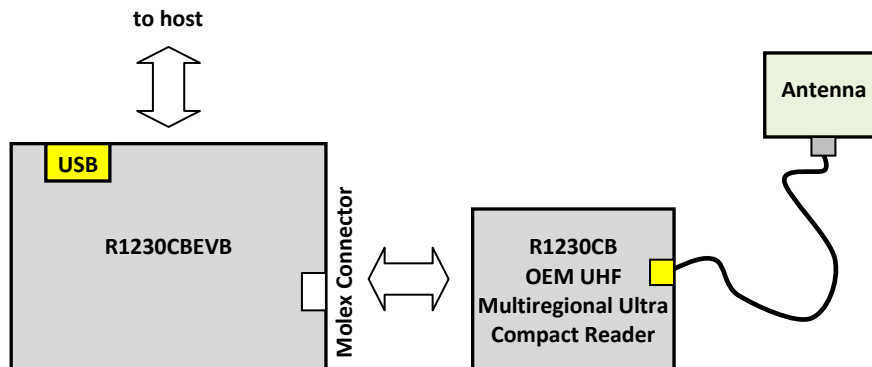 to host
Antenna
USB
R1230CBEVB
Molex Connector
R1230CB
OEM UHF
Multiregional Ultra
Compact Reader